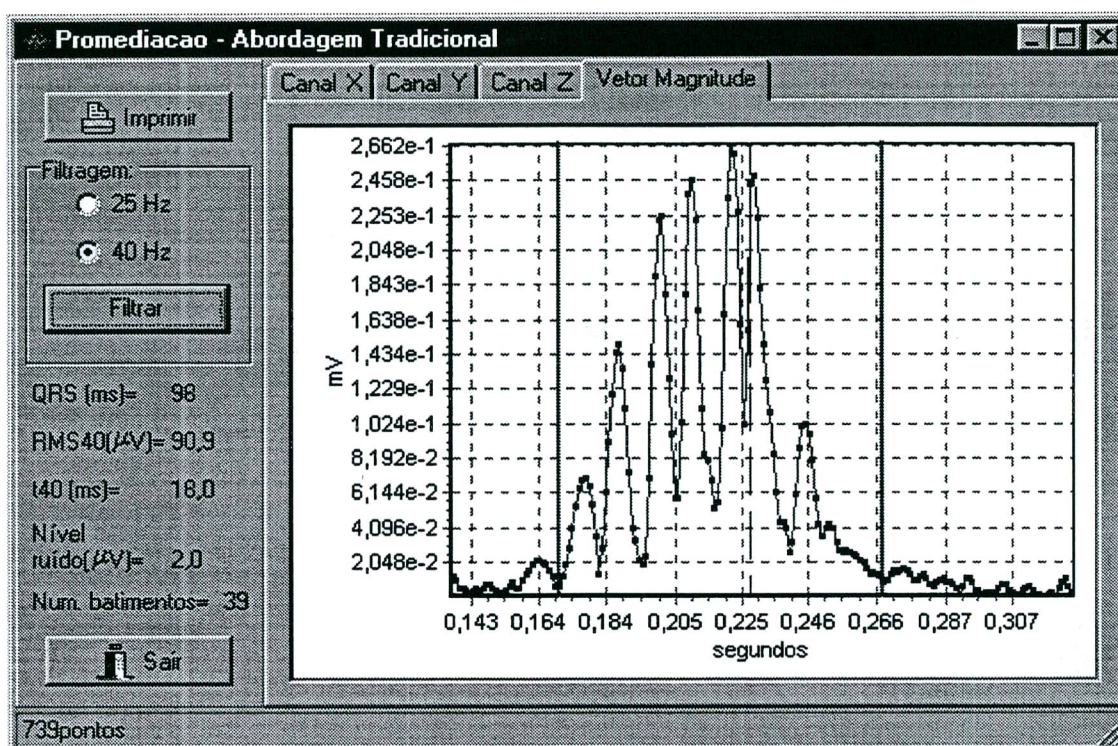 Promediacao - Abordagem Tradicional
Canal X
Canal Y
Canal Z
Vetor Magnitude
Imprimir
Filtragem:
25 Hz
40 Hz
Filtrar
QRS (ms)= 98
RMS40(µV)= 90,9
t40 (ms)= 18,0
Nível
ruído(µV)= 2,0
Num. batimentos= 39
Sair
2,662e-1
2,458e-1
2,253e-1
2,048e-1
1,843e-1
1,638e-1
1,434e-1
1,229e-1
1,024e-1
8,192e-2
6,144e-2
4,096e-2
2,048e-2
mV
0,143 0,164 0,184 0,205 0,225 0,246 0,266 0,287 0,307
segundos
739pontos